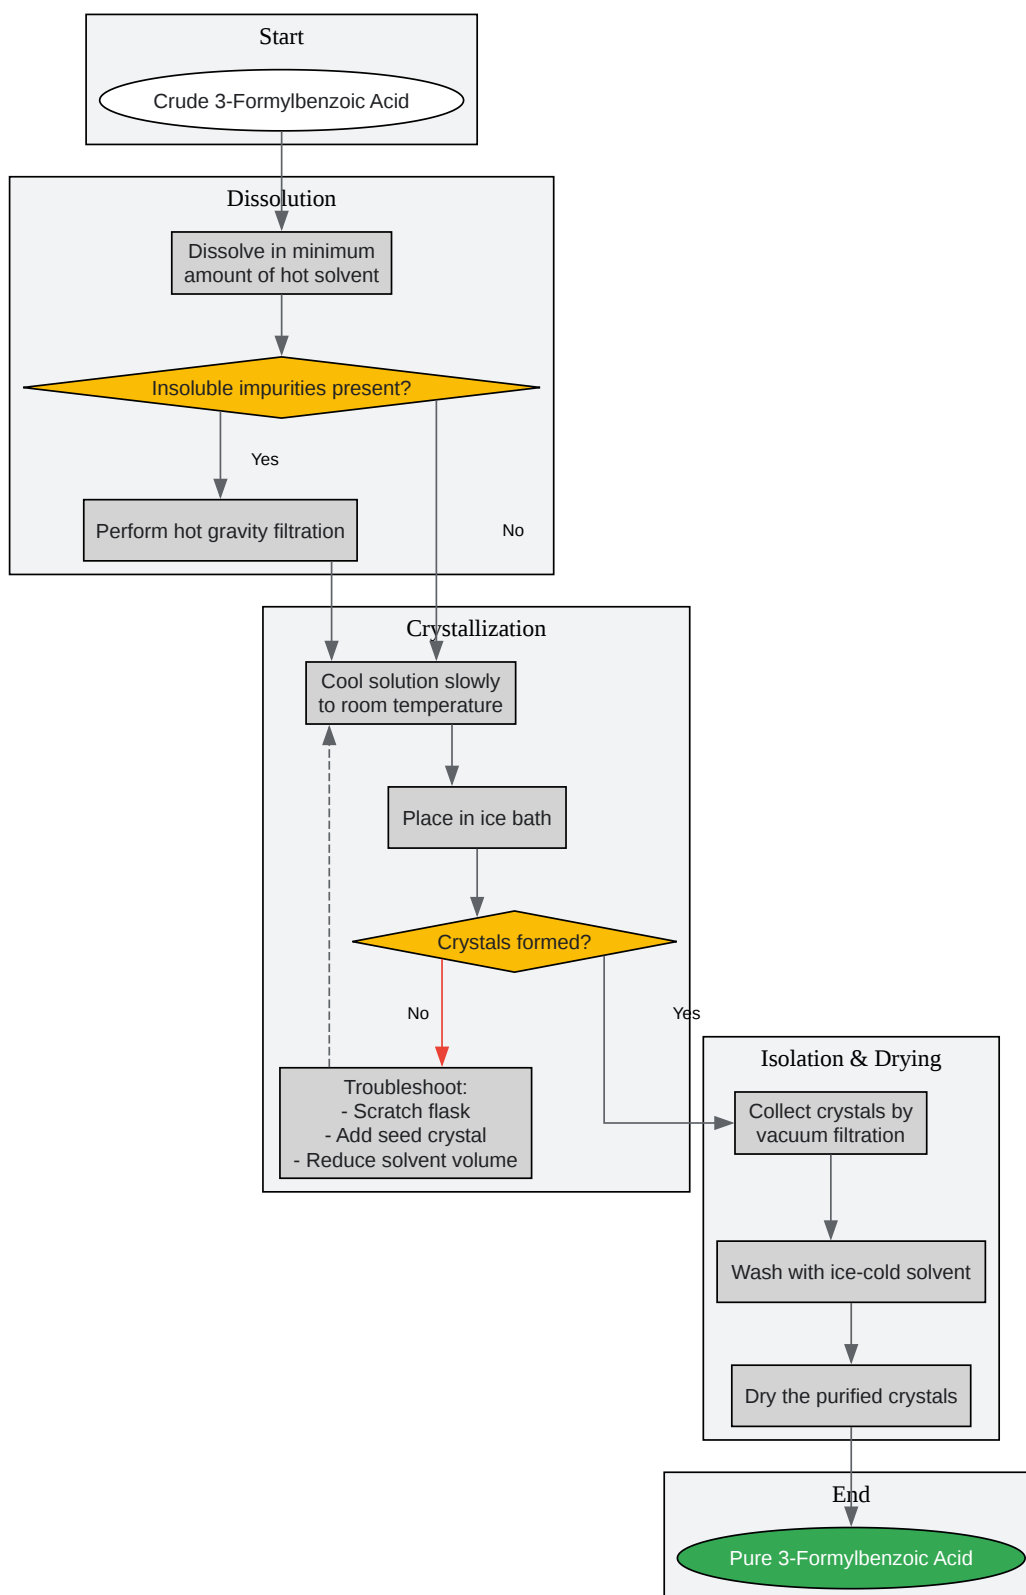 Start
Crude 3-Formylbenzoic Acid
Dissolution
Dissolve in minimum
amount of hot solvent
Insoluble impurities present?
Yes
Perform hot gravity filtration
No
Crystallization
Cool solution slowly
to room temperature
Place in ice bath
Crystals formed?
No
Yes
Troubleshoot:
- Scratch flask
- Add seed crystal
- Reduce solvent volume
Isolation & Drying
Collect crystals by
vacuum filtration
Wash with ice-cold solvent
Dry the purified crystals
End
Pure 3-Formylbenzoic Acid